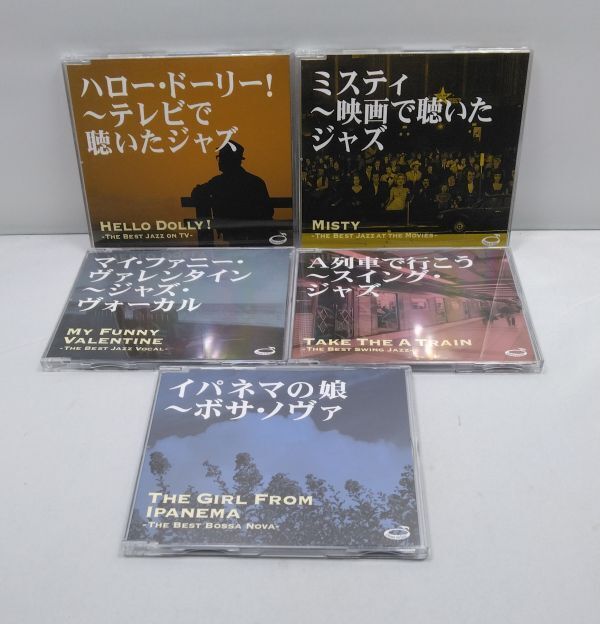 ハロー・ドーリー!
〜テレビで
聴いたジャズ
HELLO DOLLY!
-THE BEST JAZZ ON TV-
ミスティ
〜映画で聴いた
ジャズ
MISTY
-THE BEST JAZZ AT THE MOVIES-
マイ・ファニー・
ヴァレンタイン
〜ジャズ・
ヴォーカル
MY FUNNY
VALENTINE
-THE BEST JAZZ VOCAL-
A列車で行こう
〜スイング・
ジャズ
TAKE THE A TRAIN
-THE BEST SWING JAZZ-
イパネマの娘
〜ボサ・ノヴァ
THE GIRL FROM
IPANEMA
-THE BEST BOSSA NOVA-